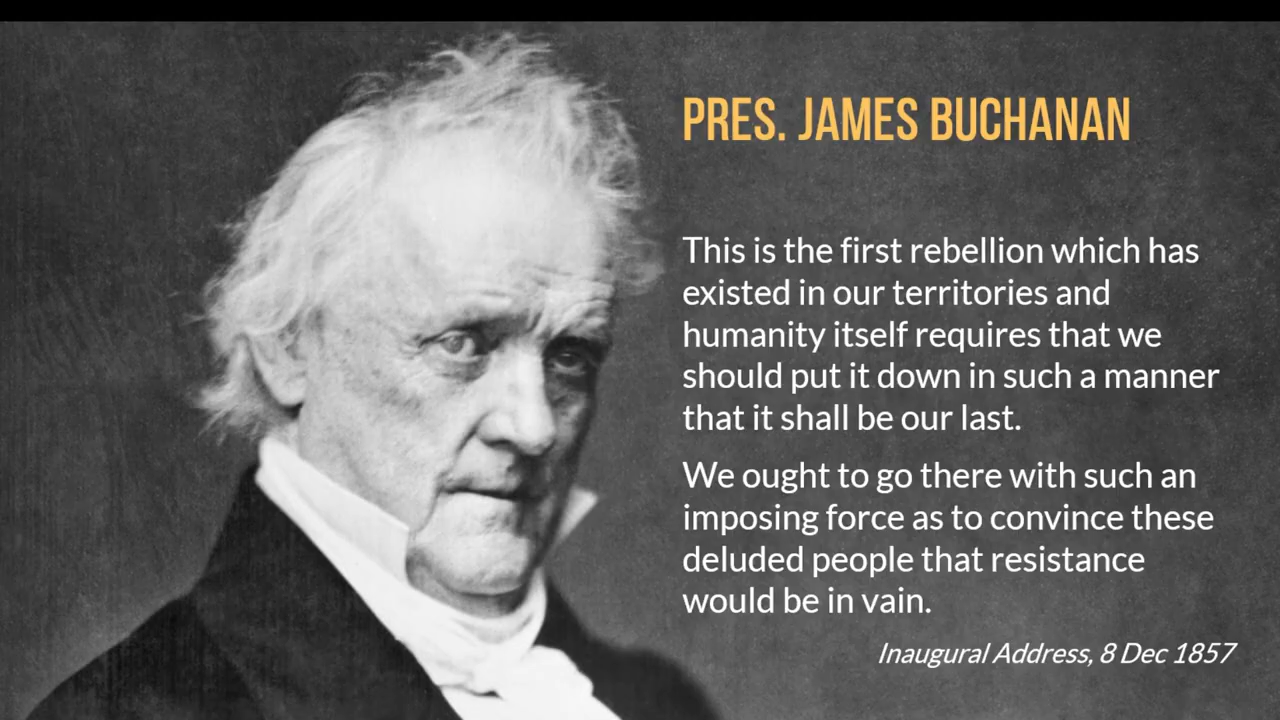 PRES. JAMES BUCHANAN
This is the first rebellion which has
existed in our territories and
humanity itself requires that we
should put it down in such a manner
that it shall be our last.
We ought to go there with such an
imposing force as to convince these
deluded people that resistance
would be in vain.
Inaugural Address, 8 Dec 1857